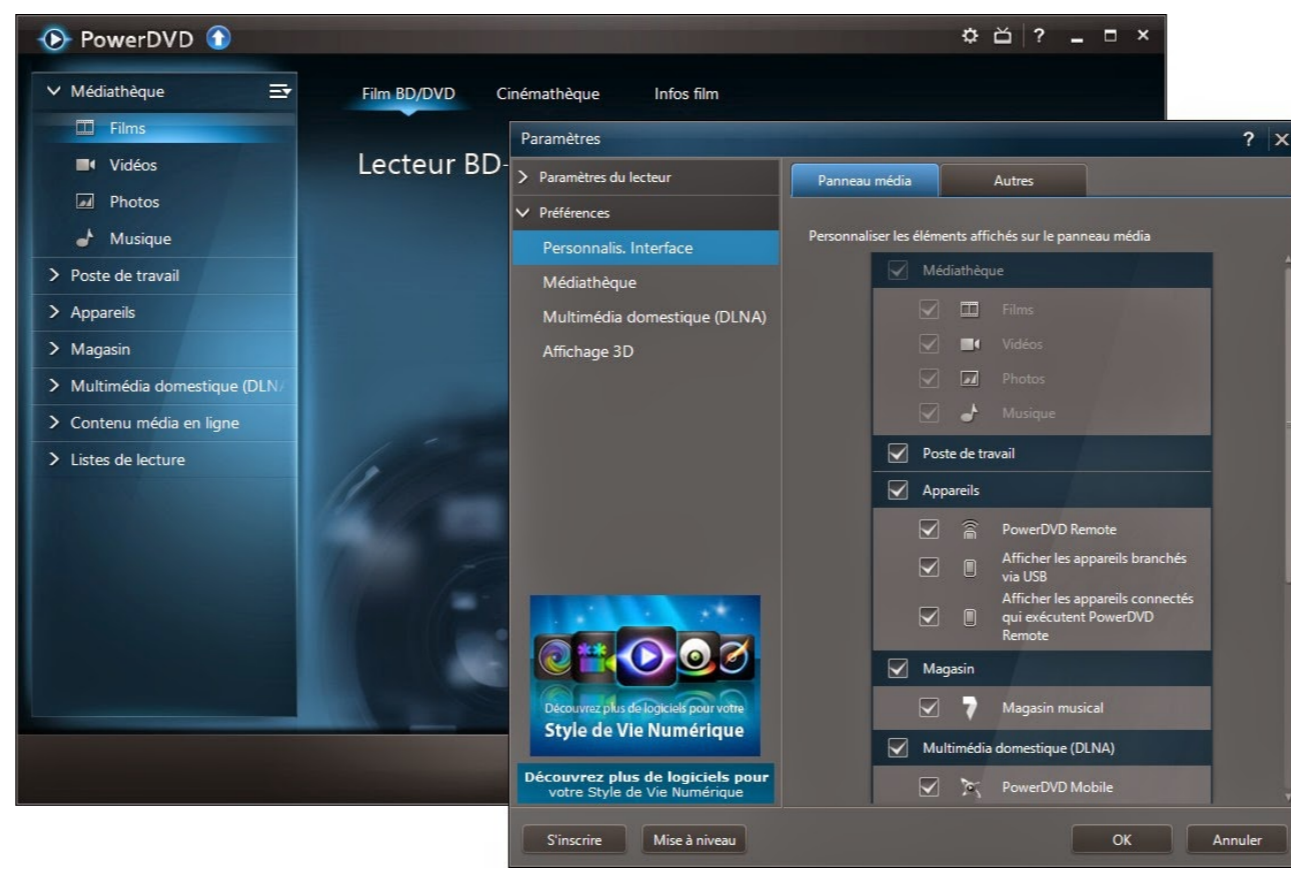 PowerDVD
?
Médiathèque
Films
Vidéos
Photos
Musique
Poste de travail
Appareils
Magasin
Multimédia domestique (DLN
Contenu média en ligne
Listes de lecture
Film BD/DVD Cinémathèque Infos film
Lecteur BD-
Paramètres
?
Paramètres du lecteur
Préférences
Personnalis. Interface
Médiathèque
Multimédia domestique (DLNA)
Affichage 3D
Découvrez plus de logiciels pour votre
Style de Vie Numérique
Découvrez plus de logiciels pour
votre Style de Vie Numérique
Panneau média Autres
Personnaliser les éléments affichés sur le panneau média
Médiathèque
Films
Vidéos
Photos
Musique
Poste de travail
Appareils
PowerDVD Remote
Afficher les appareils branchés
via USB
Afficher les appareils connectés
qui exécutent PowerDVD
Remote
Magasin
Magasin musical
Multimédia domestique (DLNA)
PowerDVD Mobile
S'inscrire Mise à niveau OK Annuler